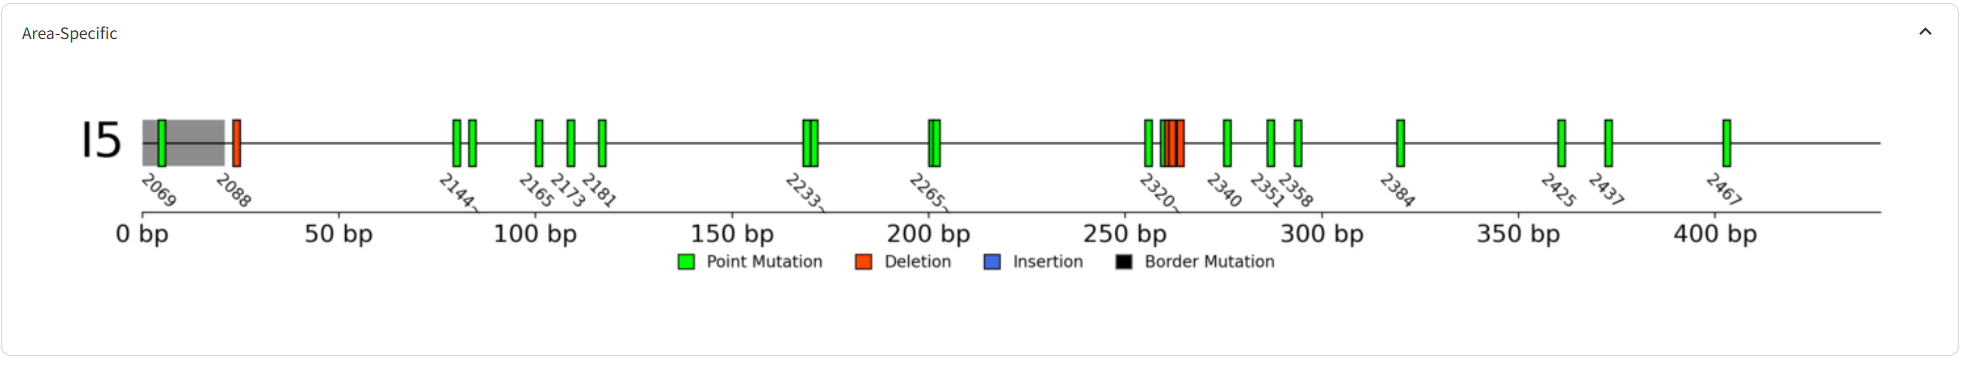 Area-Specific
I5
2069 2088 2144~ 2165 2173 2181 2233~ 2265~ 2320~ 2340 2351 2358 2384 2425 2437 2467
0 bp 50 bp 100 bp 150 bp 200 bp 250 bp 300 bp 350 bp 400 bp
Point Mutation Deletion Insertion Border Mutation